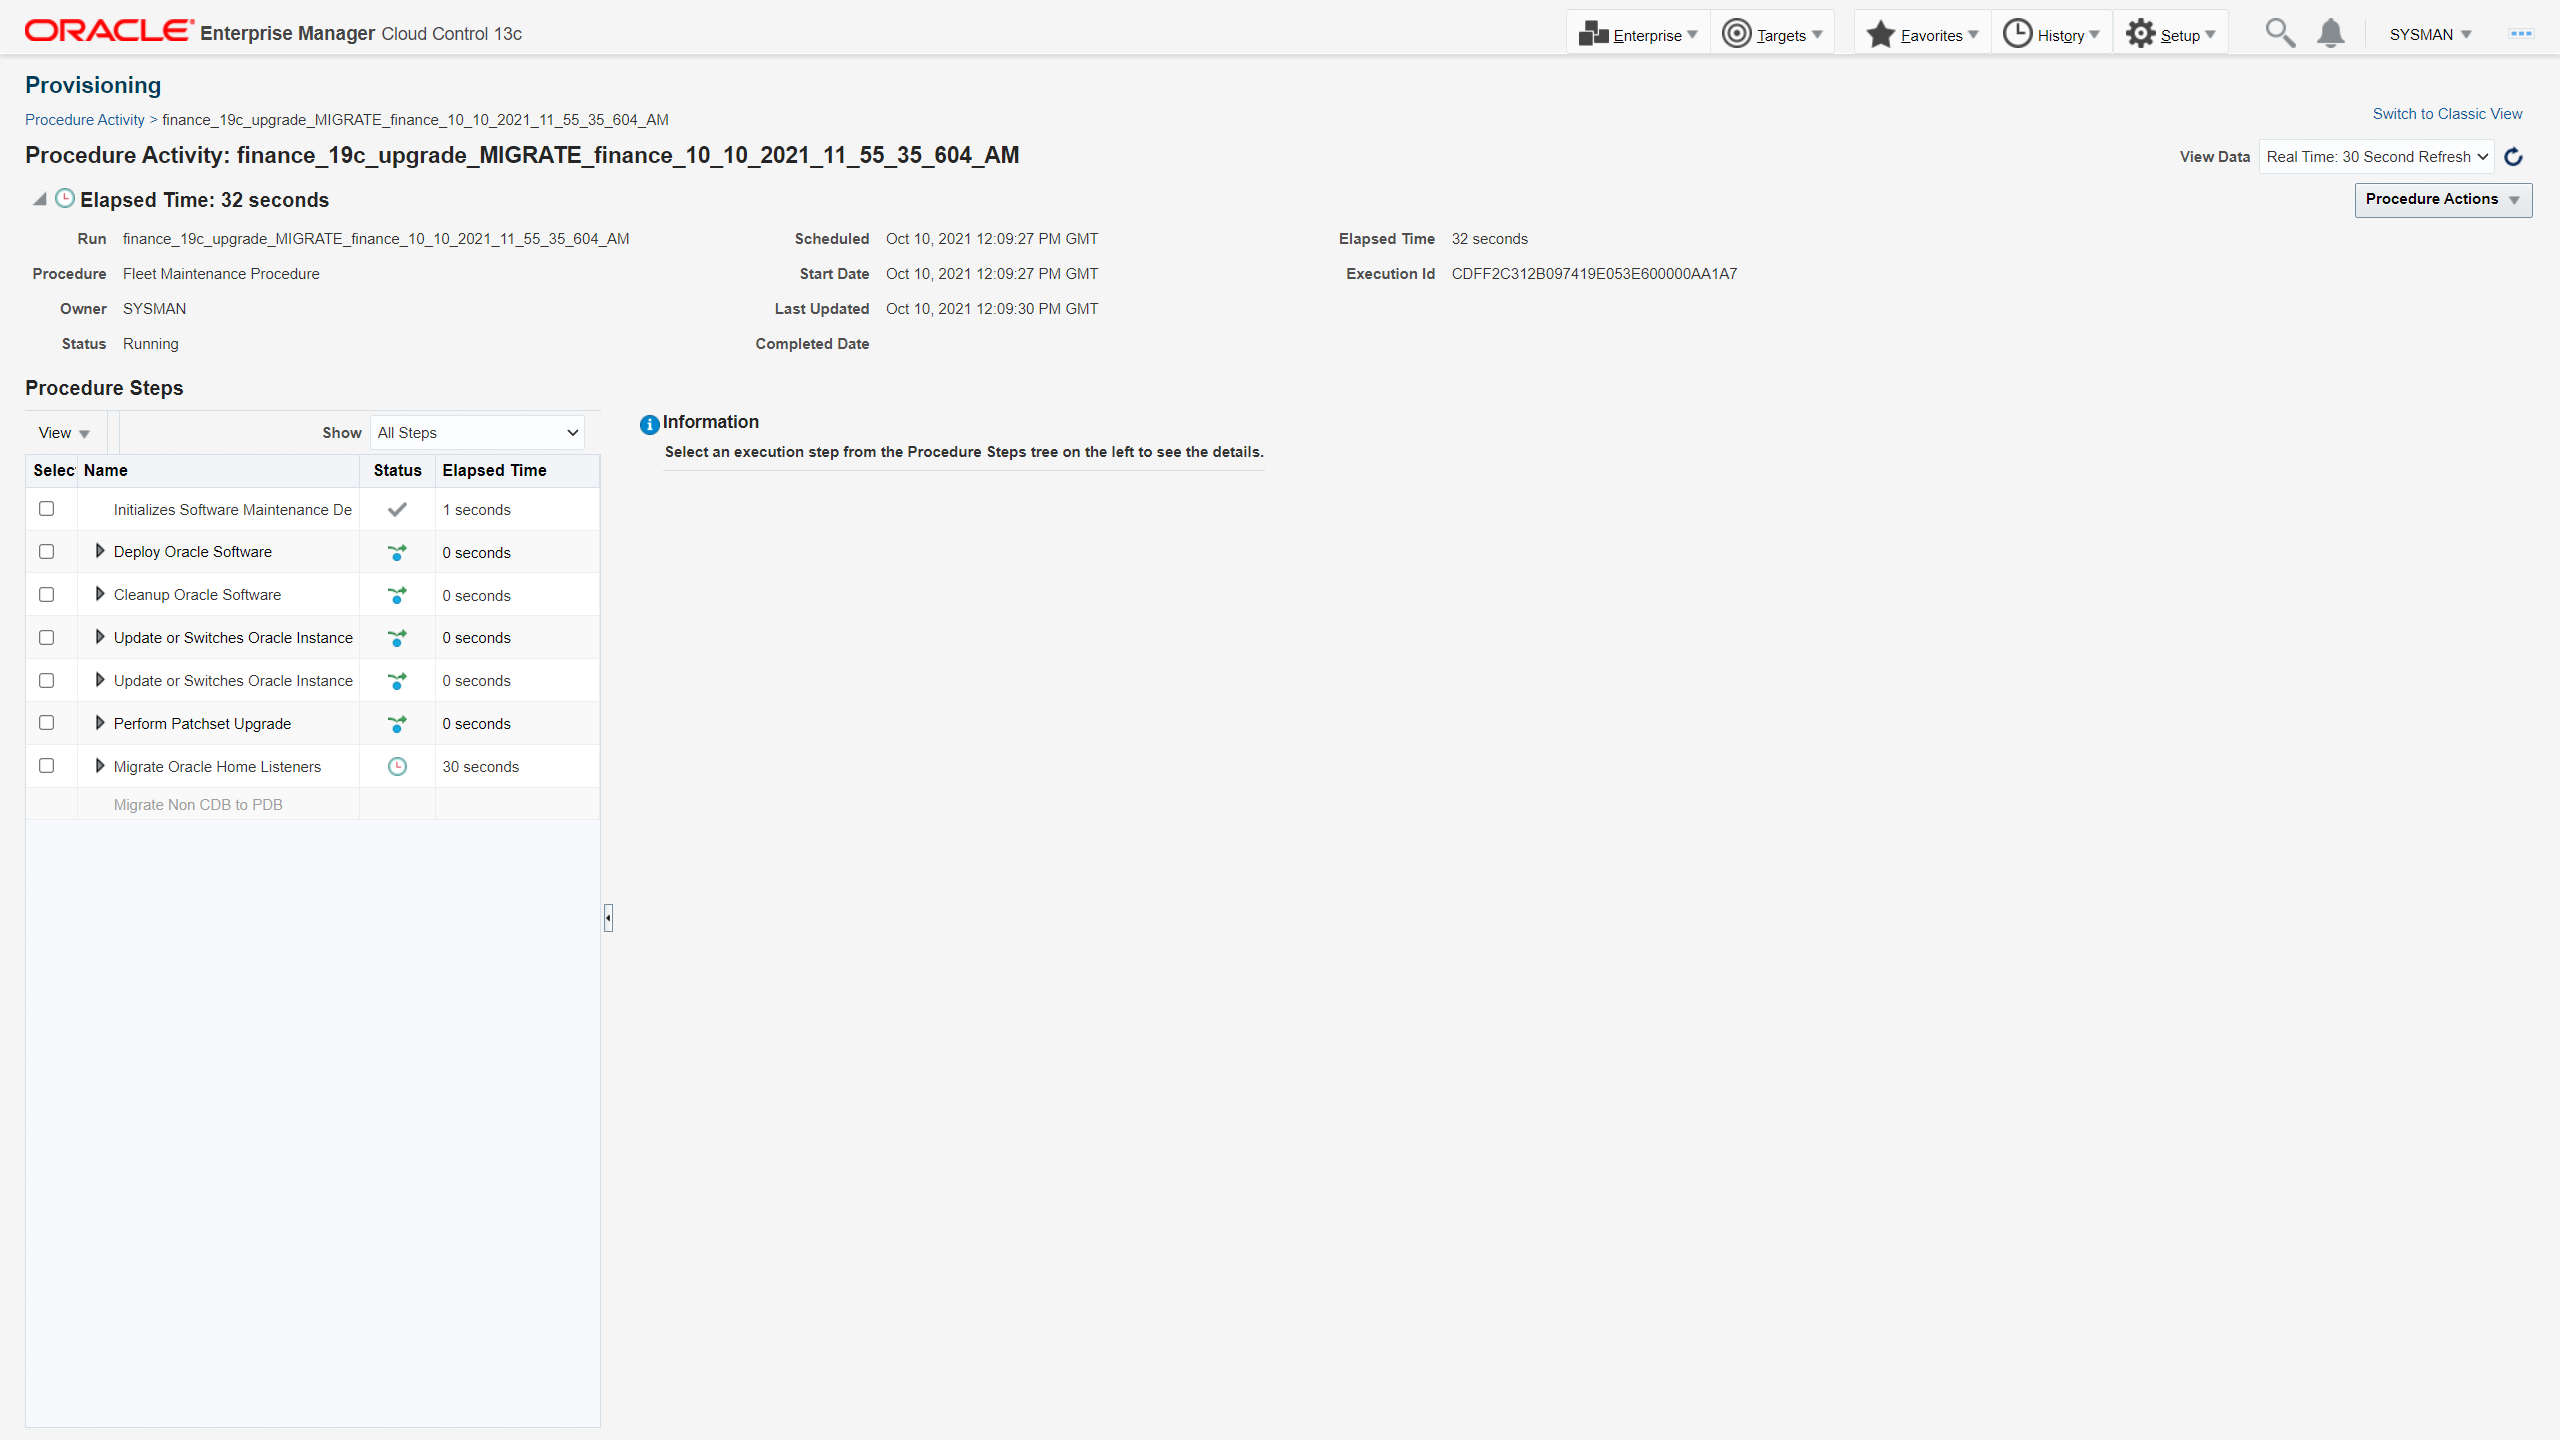 ORACLE Enterprise Manager Cloud Control 13c
Enterprise
Targets
Favorites
History
Setup
SYSMAN
Provisioning
Procedure Activity > finance_19c_upgrade_MIGRATE_finance_10_10_2021_11_55_35_604_AM
Switch to Classic View
Procedure Activity: finance_19c_upgrade_MIGRATE_finance_10_10_2021_11_55_35_604_AM
View Data Real Time: 30 Second Refresh
Elapsed Time: 32 seconds
Procedure Actions
Run finance_19c_upgrade_MIGRATE_finance_10_10_2021_11_55_35_604_AM
Procedure Fleet Maintenance Procedure
Owner SYSMAN
Status Running
Scheduled Oct 10, 2021 12:09:27 PM GMT
Start Date Oct 10, 2021 12:09:27 PM GMT
Last Updated Oct 10, 2021 12:09:30 PM GMT
Completed Date
Elapsed Time 32 seconds
Execution Id CDFF2C312B097419E053E600000AA1A7
Procedure Steps
View Show All Steps
Selec Name Status Elapsed Time
Initializes Software Maintenance De 1 seconds
Deploy Oracle Software 0 seconds
Cleanup Oracle Software 0 seconds
Update or Switches Oracle Instance 0 seconds
Update or Switches Oracle Instance 0 seconds
Perform Patchset Upgrade 0 seconds
Migrate Oracle Home Listeners 30 seconds
Migrate Non CDB to PDB
Information
Select an execution step from the Procedure Steps tree on the left to see the details.